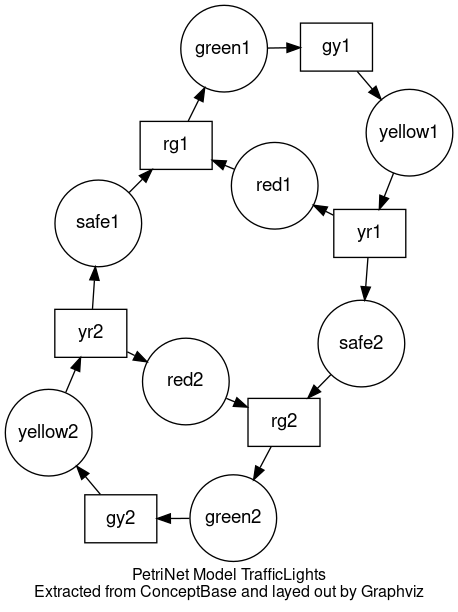 green1
gy1
yellow1
rg1
red1
safe1
yr1
yr2
safe2
red2
rg2
yellow2
gy2
green2
PetriNet Model TrafficLights
Extracted from ConceptBase and layed out by Graphviz